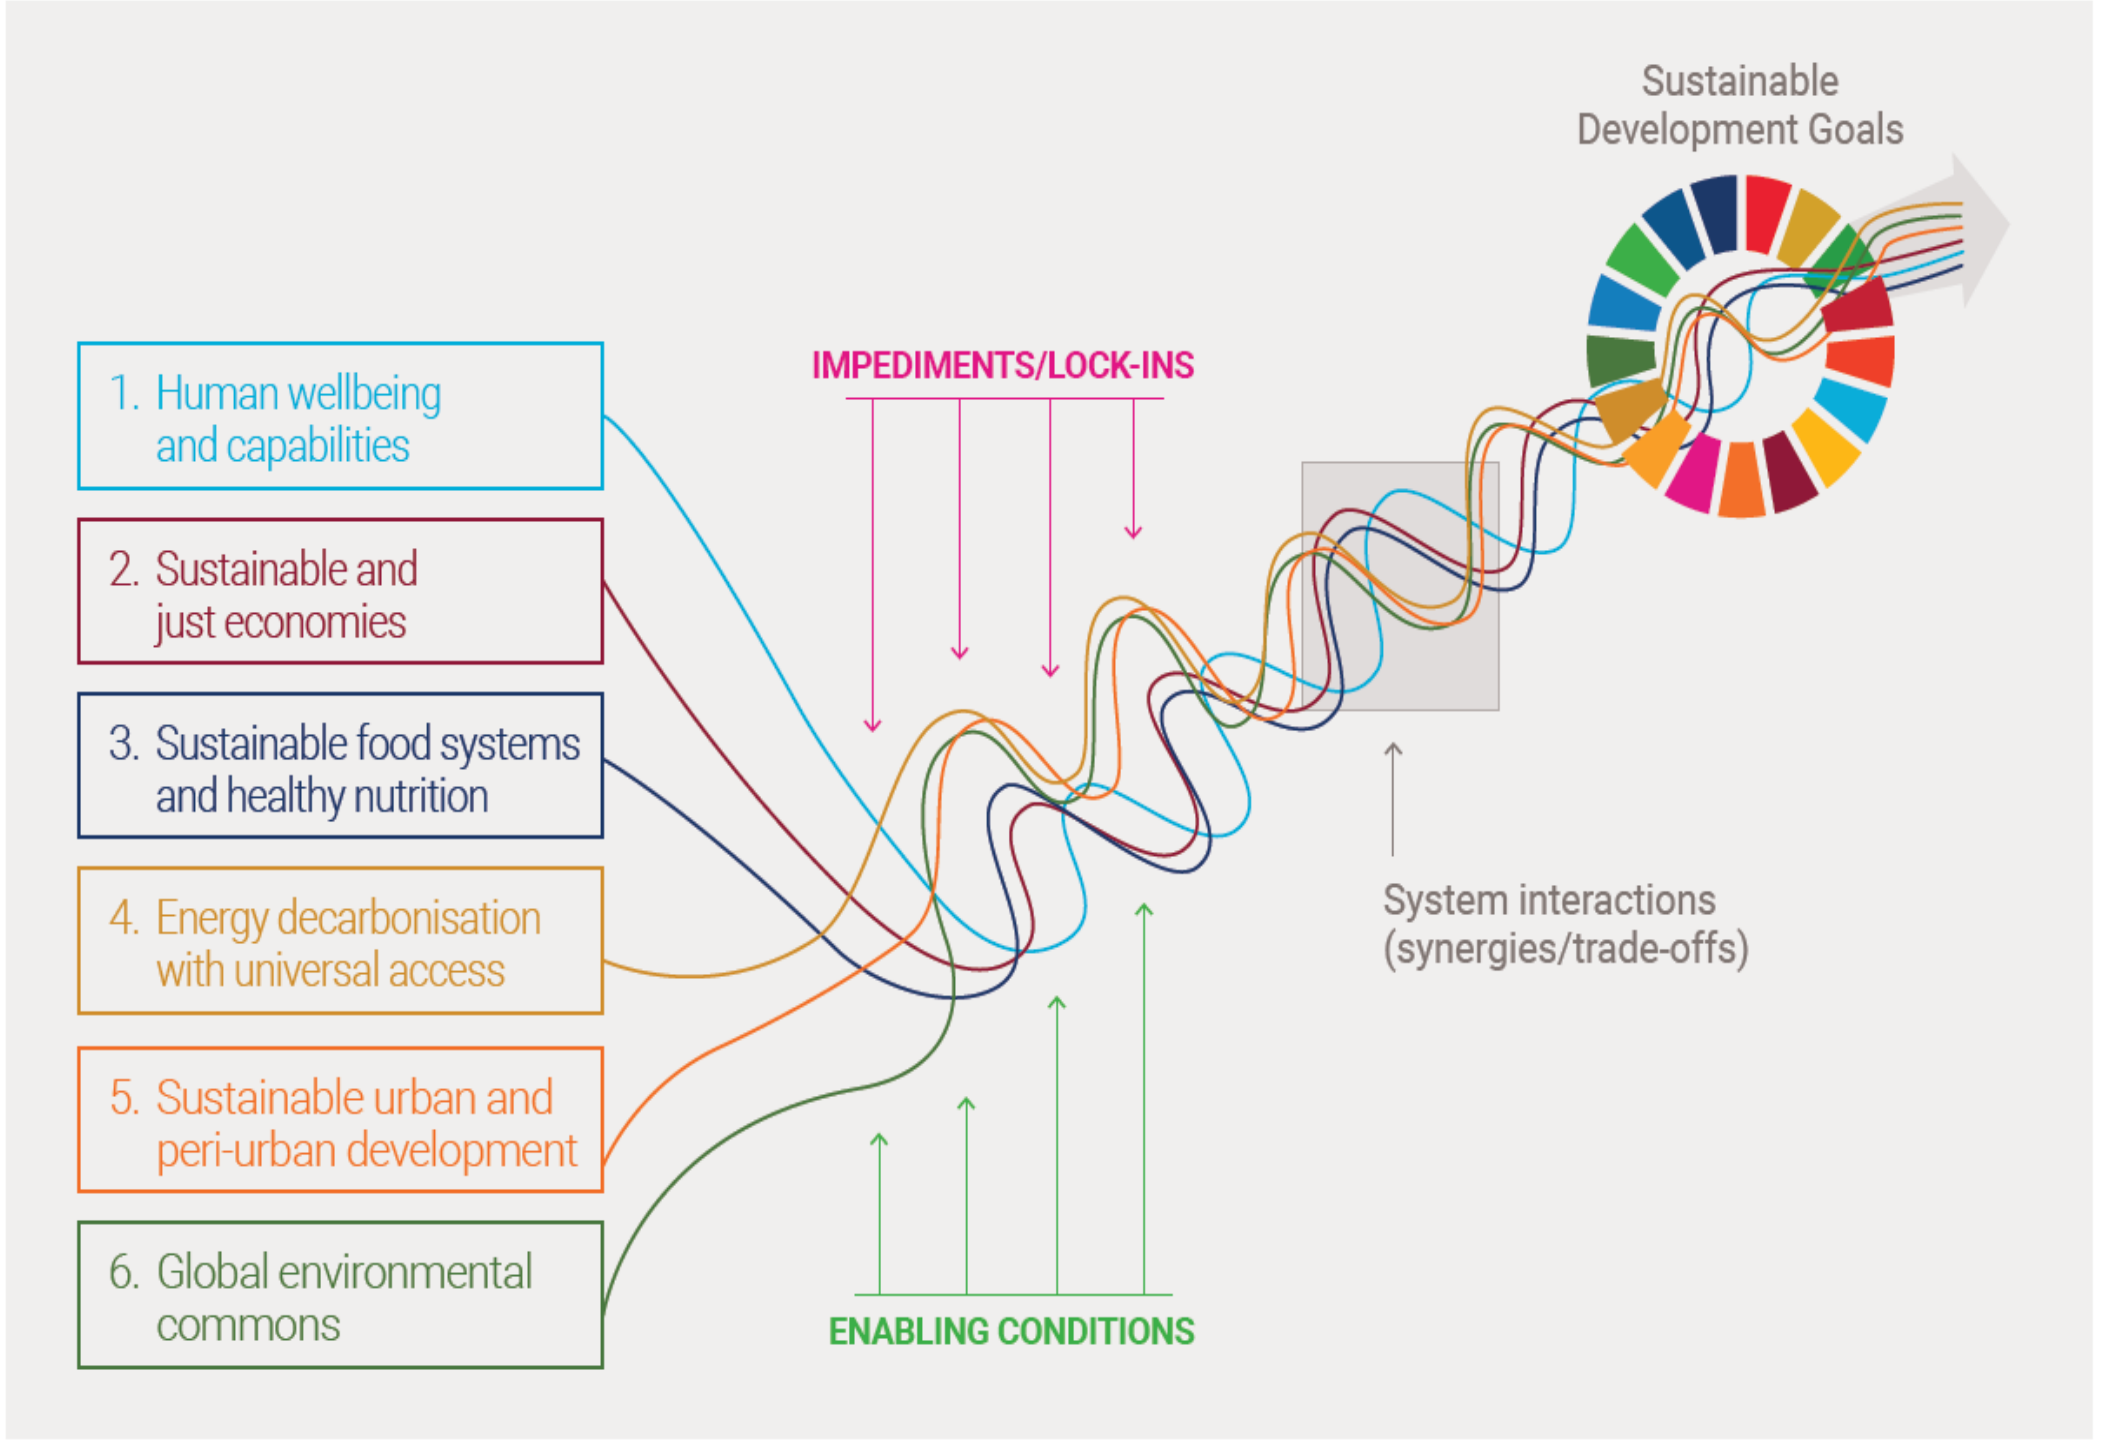 Sustainable
Development Goals
IMPEDIMENTS/LOCK-INS
1. Human wellbeing
and capabilities
2. Sustainable and
just economies
3. Sustainable food systems
and healthy nutrition
4. Energy decarbonisation
with universal access
5. Sustainable urban and
peri-urban development
6. Global environmental
commons
System interactions
(synergies/trade-offs)
ENABLING CONDITIONS